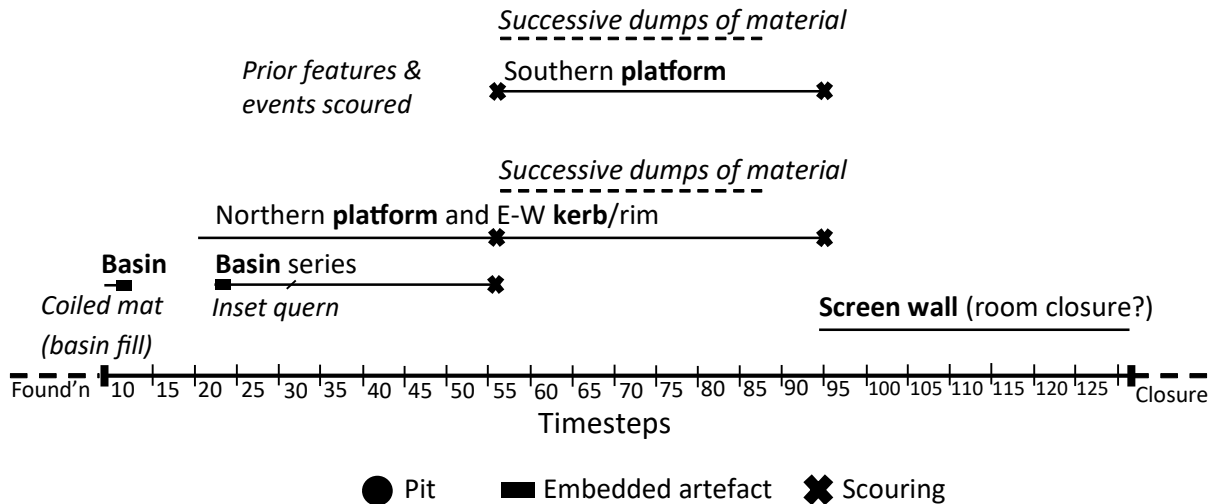 Successive dumps of material
Prior features &
events scoured
Southern platform
Successive dumps of material
Northern platform and E-W kerb/rim
Basin
Basin series
Coiled mat
(basin fill)
Inset quern
Screen wall (room closure?)
Found'n 10 15 20 25 30 35 40 45 50 55 60 65 70 75 80 85 90 95 100 105 110 115 120 125 Closure
Timesteps
Pit Embedded artefact Scouring